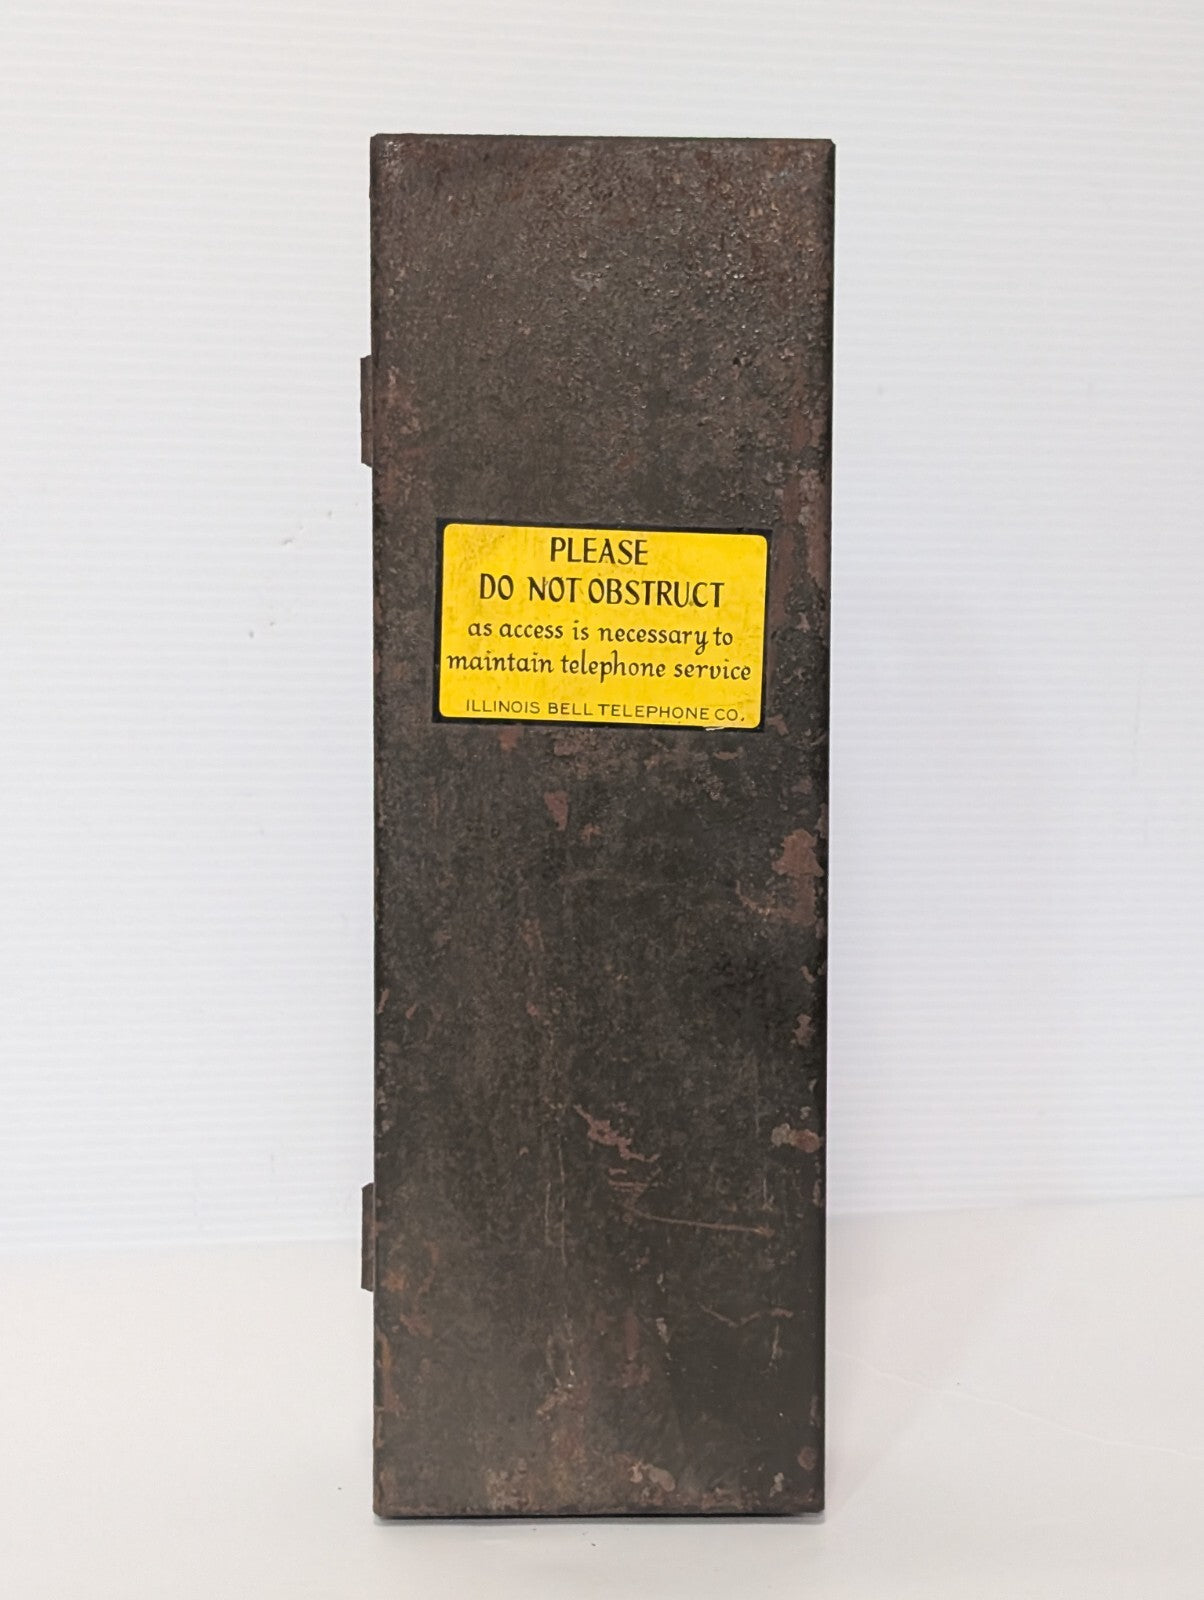 PLEASE
DO NOT OBSTRUCT
as access is necessary to
maintain telephone service
ILLINOIS BELL TELEPHONE CO.